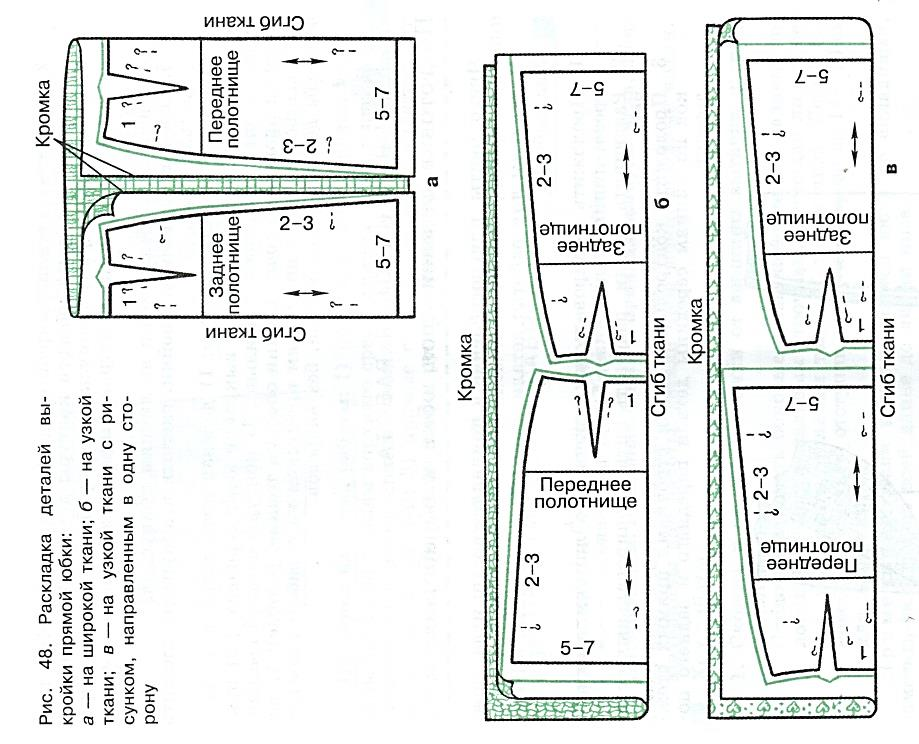 Рис. 48. Раскладка деталей вы-
кройки прямой юбки:
а — на широкой ткани; б — на узкой
ткани; в — на узкой ткани с ри-
сунком, направленным в одну сто-
рону
Кромка
Сгиб ткани
1
Заднее
полотнище
2–3
5–7
Сгиб ткани
1
Переднее
полотнище
2–3
5–7
а
Кромка
1
Переднее
полотнище
2–3
5–7
1
Заднее
полотнище
2–3
5–7
Сгиб ткани
б
Кромка
1
Переднее
полотнище
2–3
5–7
1
Заднее
полотнище
2–3
5–7
Сгиб ткани
в